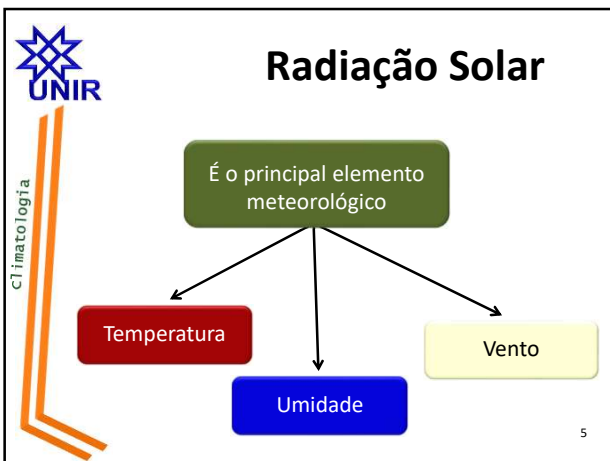 UNIR
Radiação Solar
Climatologia
É o principal elemento
meteorológico
Temperatura
Umidade
Vento
5